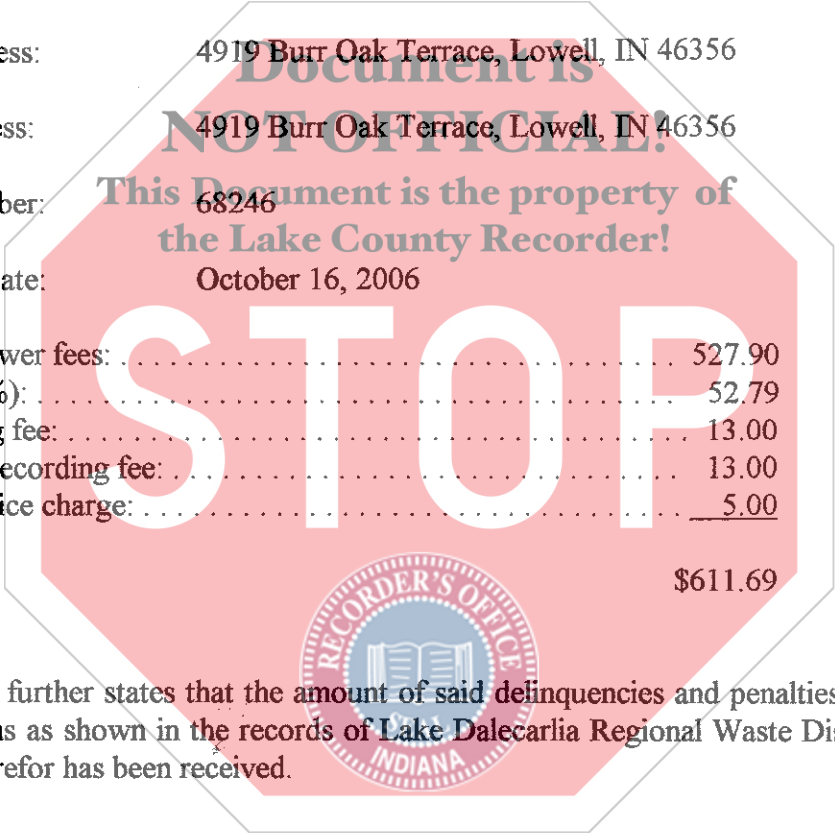 ess: 4919 Burr Oak Terrace, Lowell, IN 46356
Document is
ess: 4919 Burr Oak Terrace, Lowell, IN 46356
NOT OFFICIAL!
This Document is the property of
ber: 68246
the Lake County Recorder!
ate: October 16, 2006
wer fees: 527.90
%): 52.79
g fee: 13.00
ecording fee: 13.00
ice charge: 5.00
STOP
$611.69
RECORDER'S OFFICE
SEAL
INDIANA
further states that the amount of said delinquencies and penalties
as shown in the records of Lake Dalecarlia Regional Waste Dis
refor has been received.